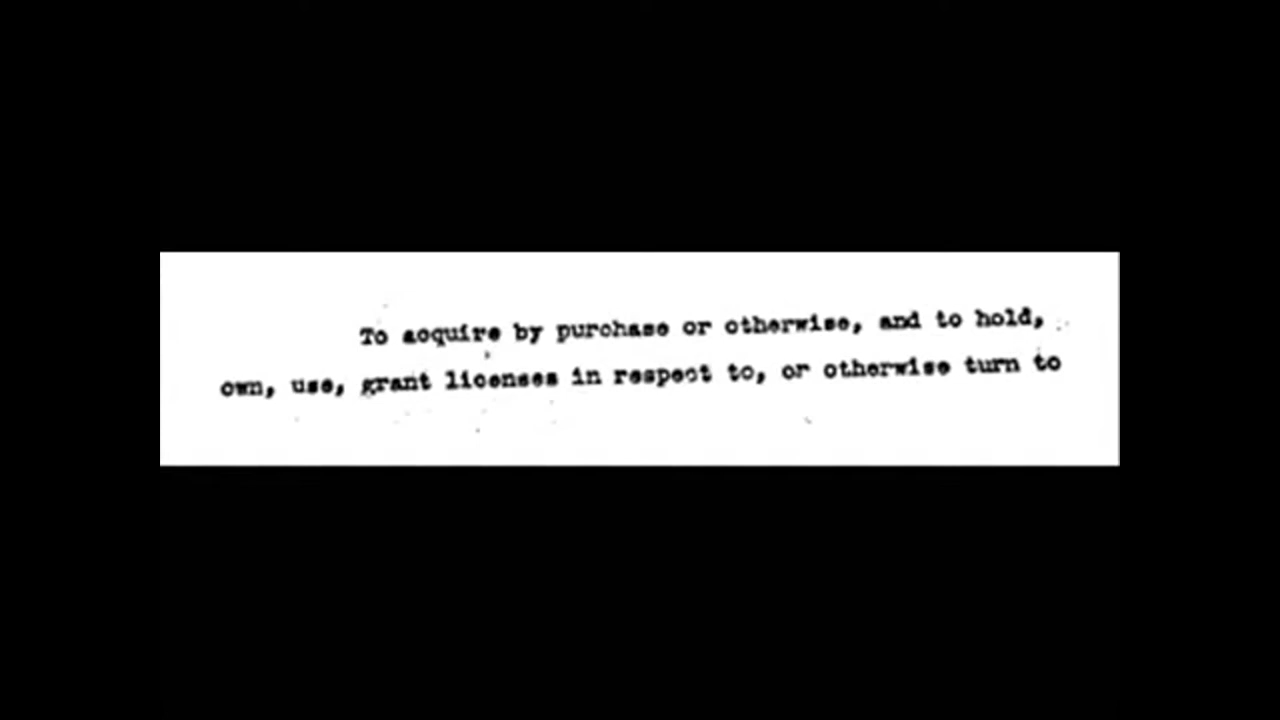 To acquire by purchase or otherwise, and to hold,
own, use, grant licenses in respect to, or otherwise turn to